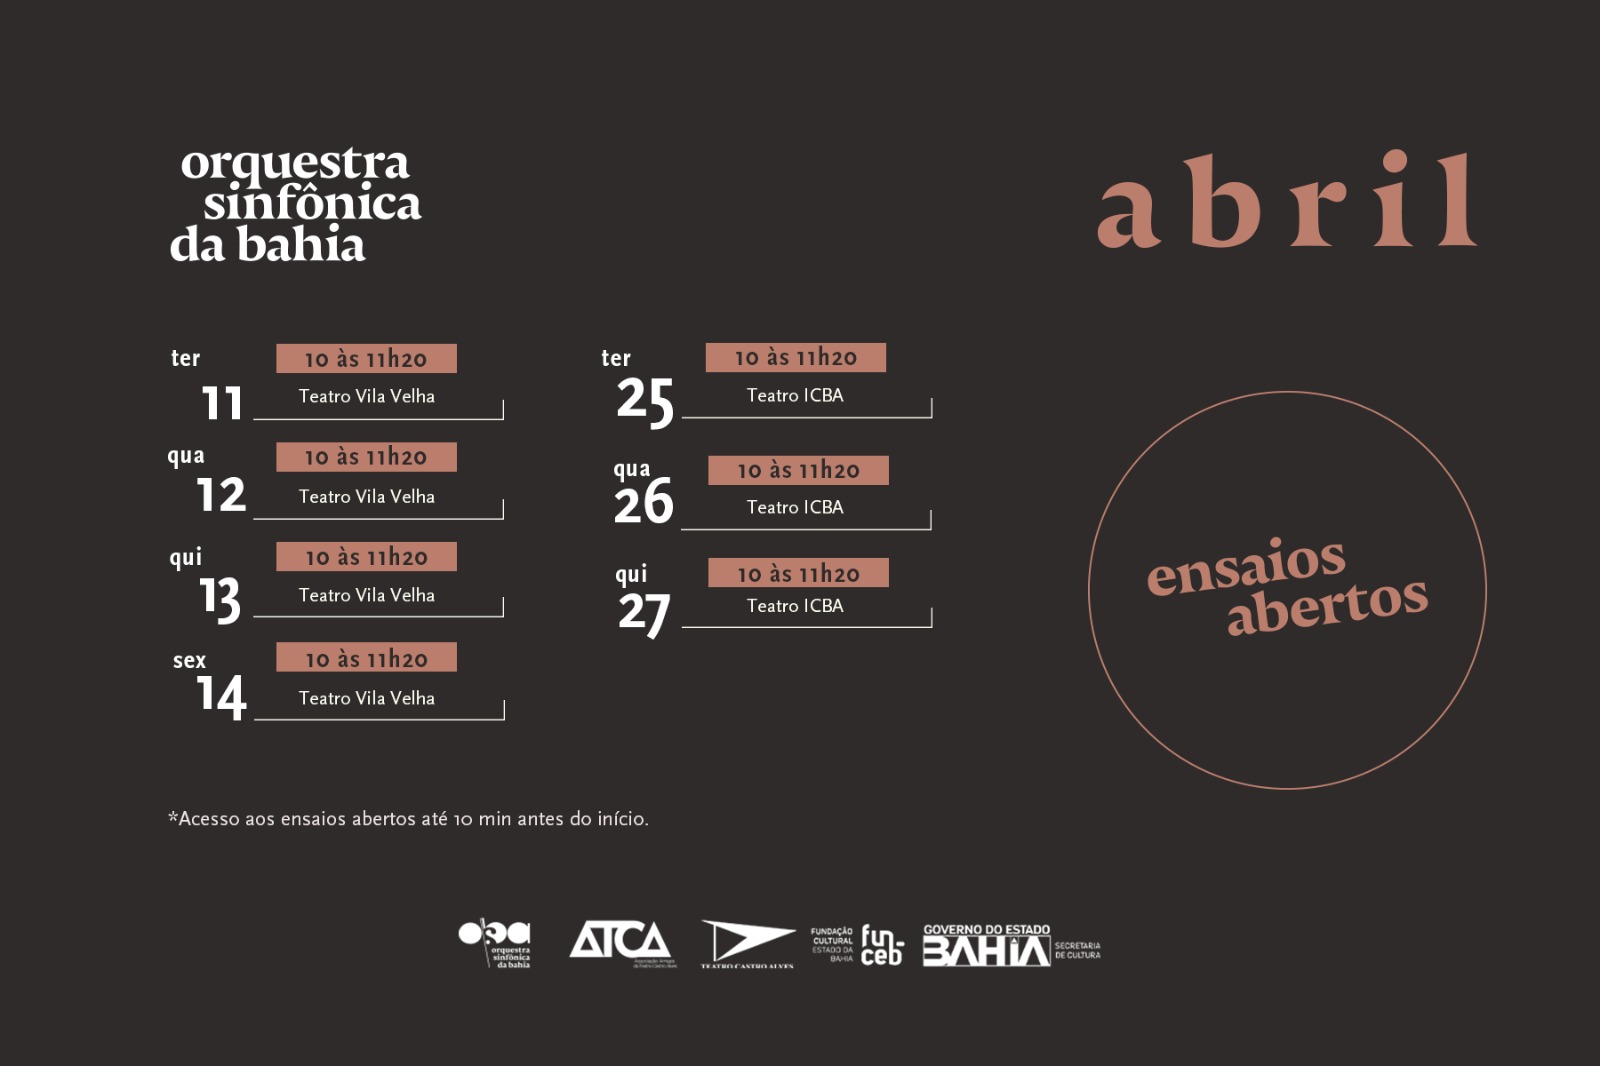 orquestra
sinfônica
da bahia
abril
ter
11
10 às 11h20
Teatro Vila Velha
qua
12
10 às 11h20
Teatro Vila Velha
qui
13
10 às 11h20
Teatro Vila Velha
sex
14
10 às 11h20
Teatro Vila Velha
ter
25
10 às 11h20
Teatro ICBA
qua
26
10 às 11h20
Teatro ICBA
qui
27
10 às 11h20
Teatro ICBA
ensaios
abertos
*Acesso aos ensaios abertos até 10 min antes do início.
orquestra
sinfônica
da bahia
ATCA
TEATRO CASTRO ALVES
FUNDAÇÃO
CULTURAL
ESTADO DA
BAHIA
fun-
ceb
GOVERNO DO ESTADO
BAHIA
SECRETARIA
DE CULTURA